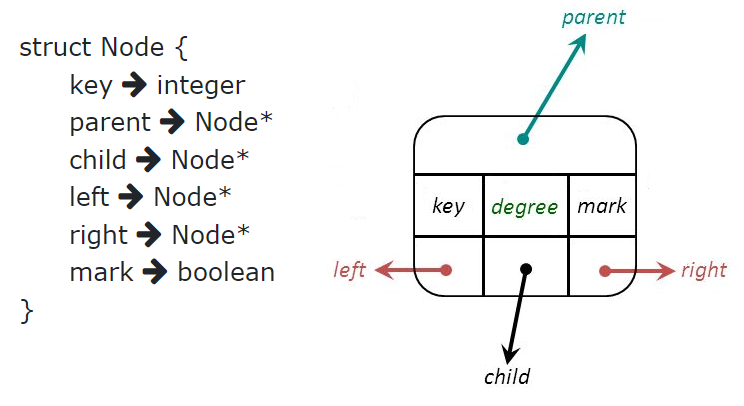 struct Node {
key → integer
parent → Node*
child → Node*
left → Node*
right → Node*
mark → boolean
}
parent
key degree mark
left right
child